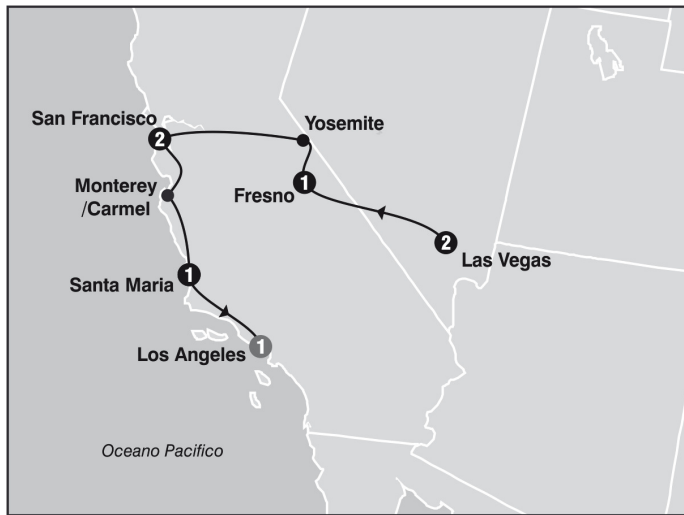 San Francisco
2
Yosemite
Monterey
/Carmel
Fresno
1
2
Las Vegas
Santa Maria
1
Los Angeles
1
Oceano Pacifico